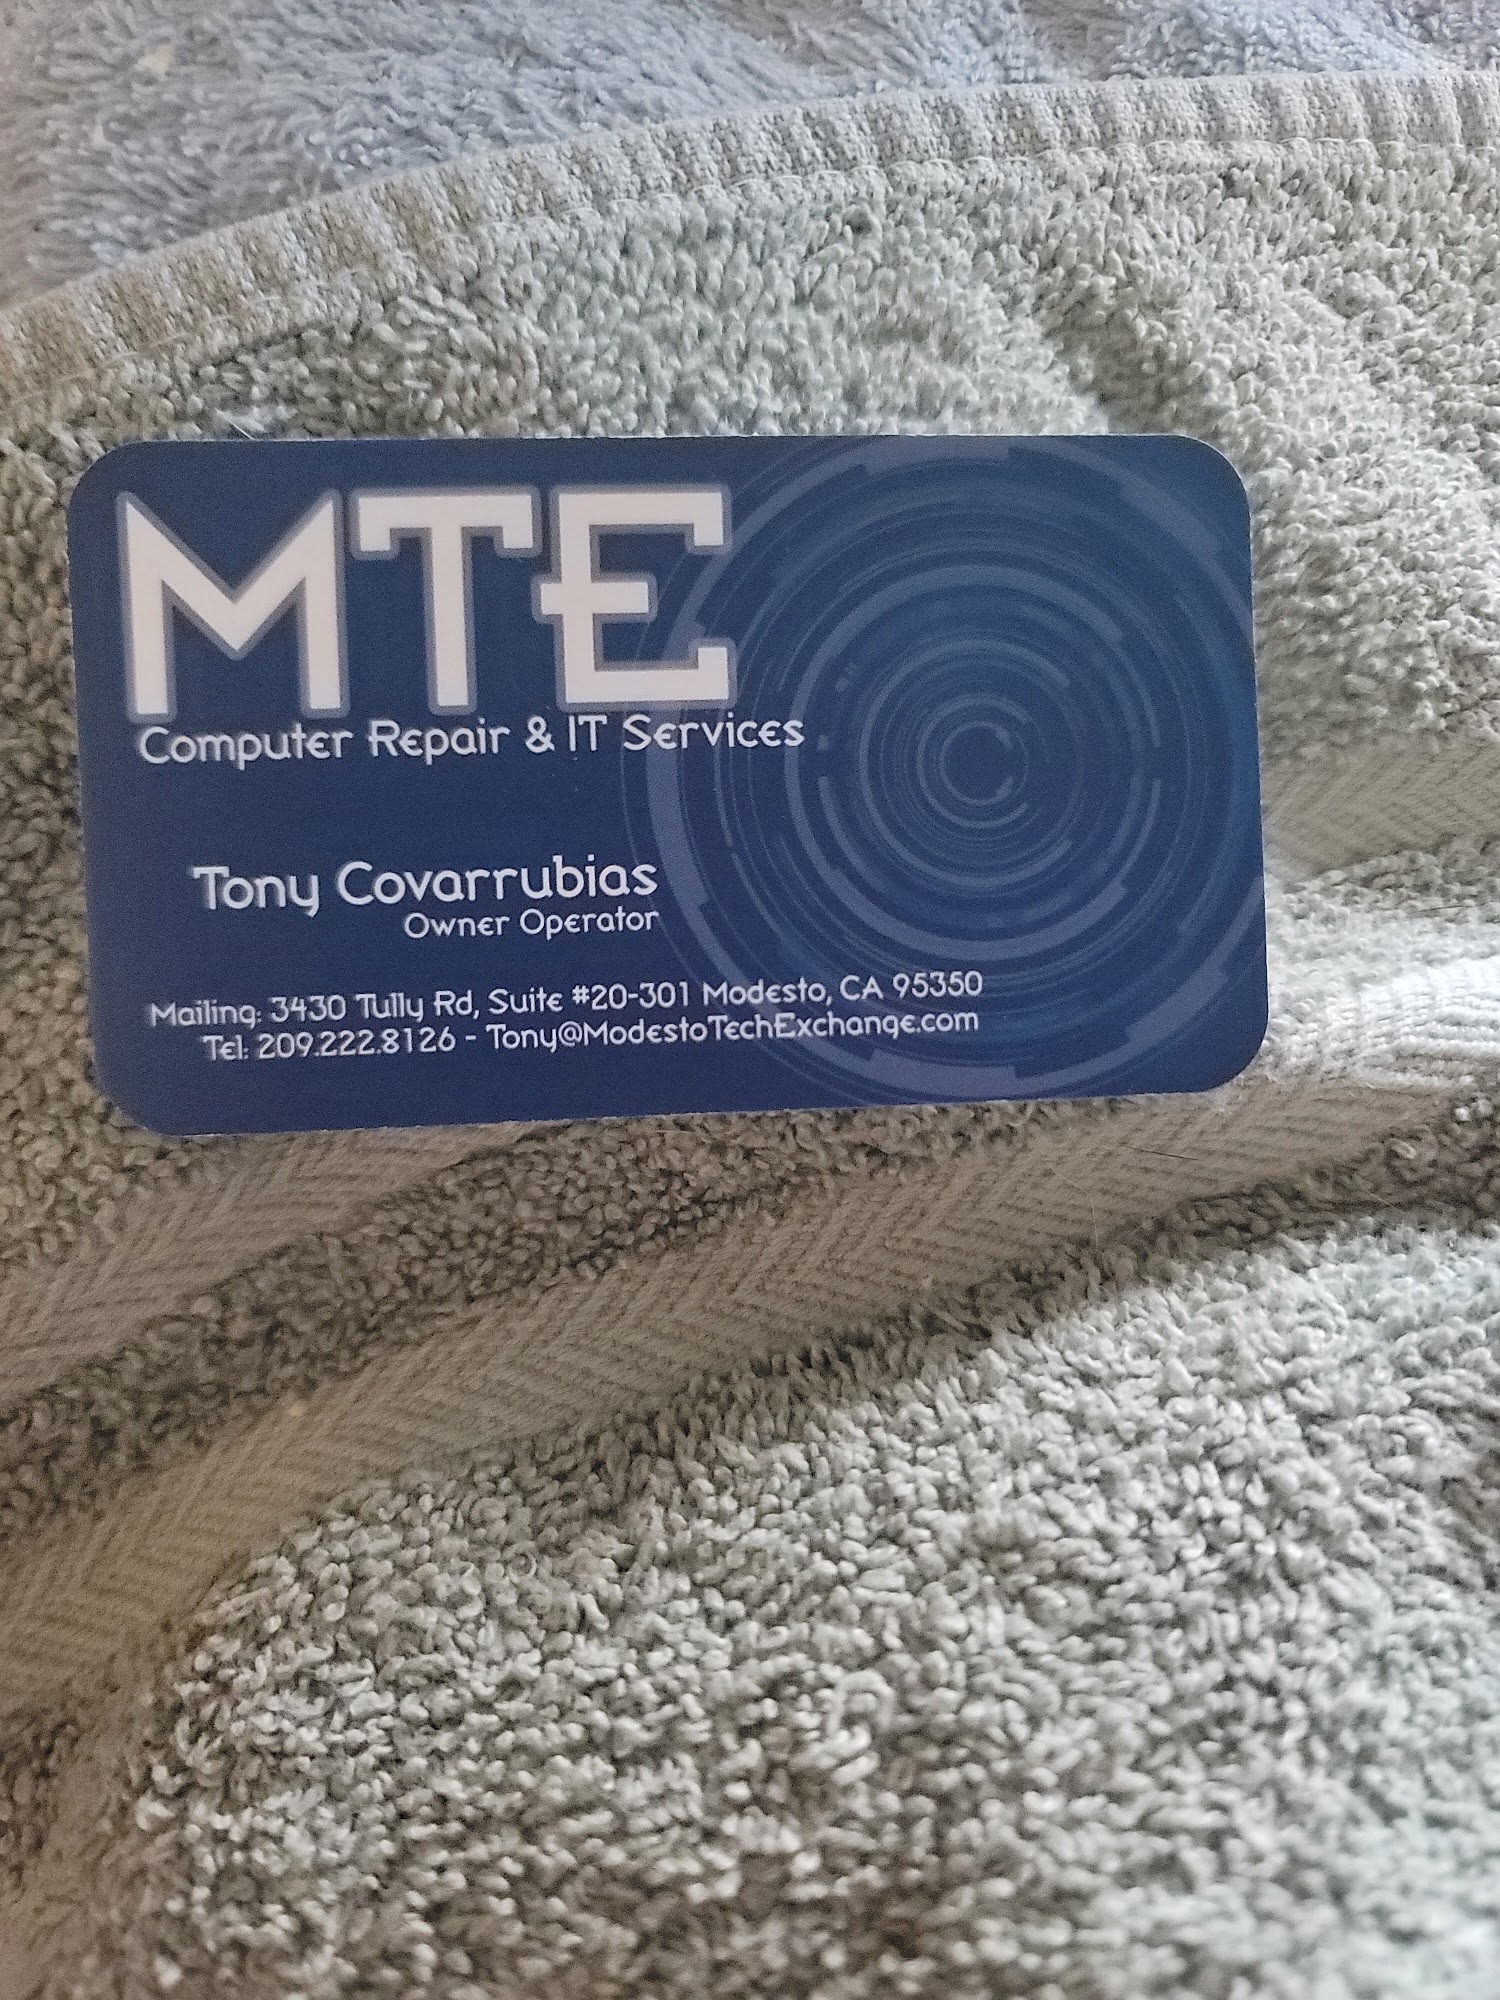 MTE
Computer Repair & IT Services
Tony Covarrubias
Owner Operator
Mailing: 3430 Tully Rd, Suite #20-301 Modesto, CA 95350
Tel: 209.222.8126 - Tony@ModestoTechExchange.com